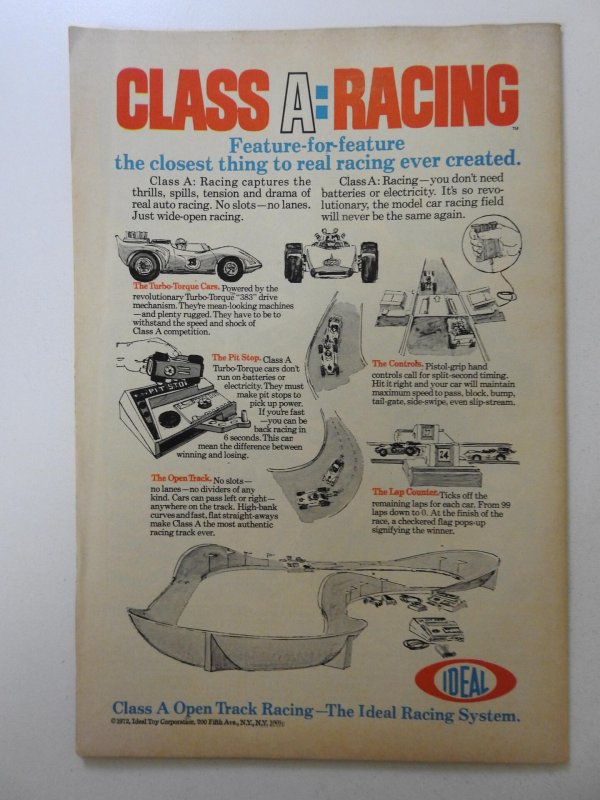 CLASS A: RACING
TM
Feature-for-feature
the closest thing to real racing ever created.
Class A: Racing captures the
thrills, spills, tension and drama of
real auto racing. No slots—no lanes.
Just wide-open racing.
Class A: Racing—you don't need
batteries or electricity. It's so revo-
lutionary, the model car racing field
will never be the same again.
The Turbo-Torque Cars. Powered by the
revolutionary Turbo-Torque "383" drive
mechanism. They're mean-looking machines
—and plenty rugged. They have to be to
withstand the speed and shock of
Class A competition.
The Pit Stop. Class A
Turbo-Torque cars don't
run on batteries or
electricity. They must
make pit stops to
pick up power.
If you're fast
—you can be
back racing in
6 seconds. This car
mean the difference between
winning and losing.
PIT STOP
The Controls. Pistol-grip hand
controls call for split-second timing.
Hit it right and your car will maintain
maximum speed to pass, block, bump,
tail-gate, side-swipe, even slip-stream.
The Open Track. No slots—
no lanes—no dividers of any
kind. Cars can pass left or right—
anywhere on the track. High-bank
curves and fast, flat straight-aways
make Class A the most authentic
racing track ever.
24
The Lap Counter. Ticks off the
remaining laps for each car. From 99
laps down to 0. At the finish of the
race, a checkered flag pops-up
signifying the winner.
IDEAL
Class A Open Track Racing—The Ideal Racing System.
©1972, Ideal Toy Corporation, 200 Fifth Ave., N.Y., N.Y.